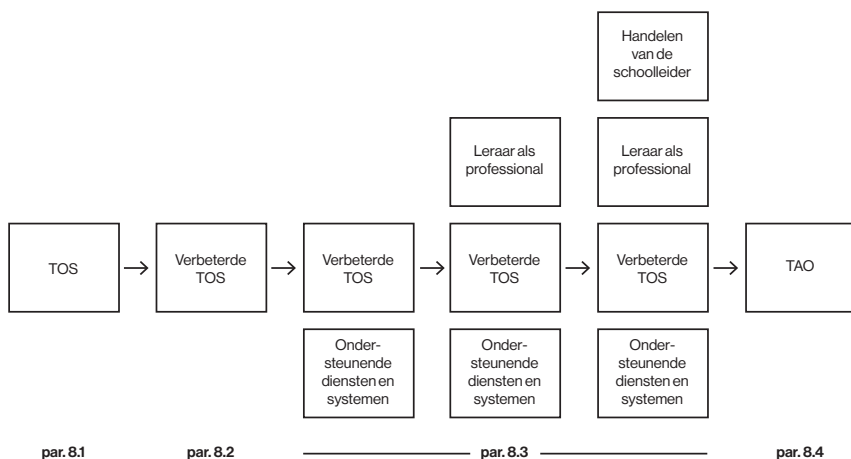 Handelen
van de
schoolleider
Leraar als
professional
Leraar als
professional
TOS
Verbeterde
TOS
Verbeterde
TOS
Verbeterde
TOS
Verbeterde
TOS
TAO
Onder-
steunende
diensten en
systemen
Onder-
steunende
diensten en
systemen
Onder-
steunende
diensten en
systemen
par. 8.1
par. 8.2
par. 8.3
par. 8.4